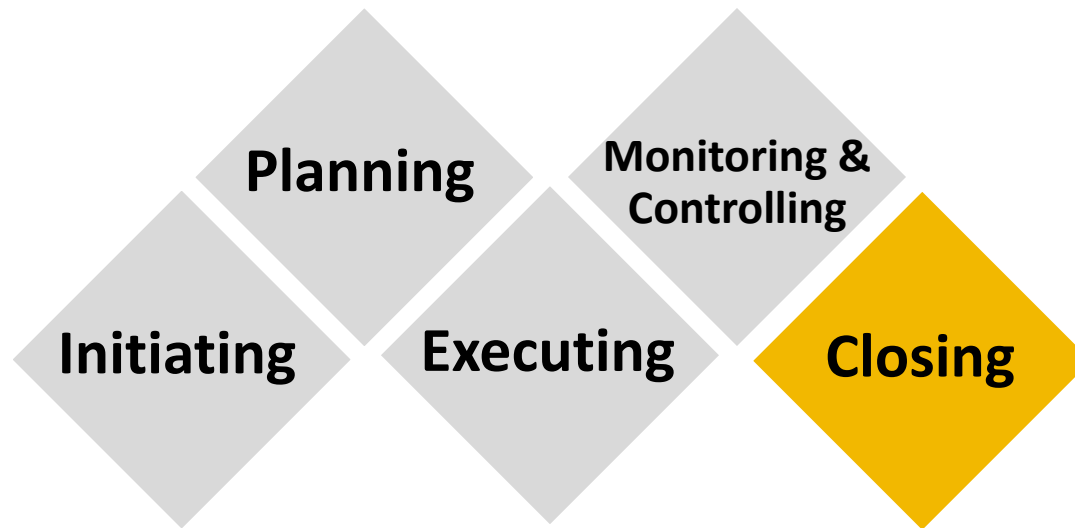 Initiating
Planning
Executing
Monitoring &
Controlling
Closing